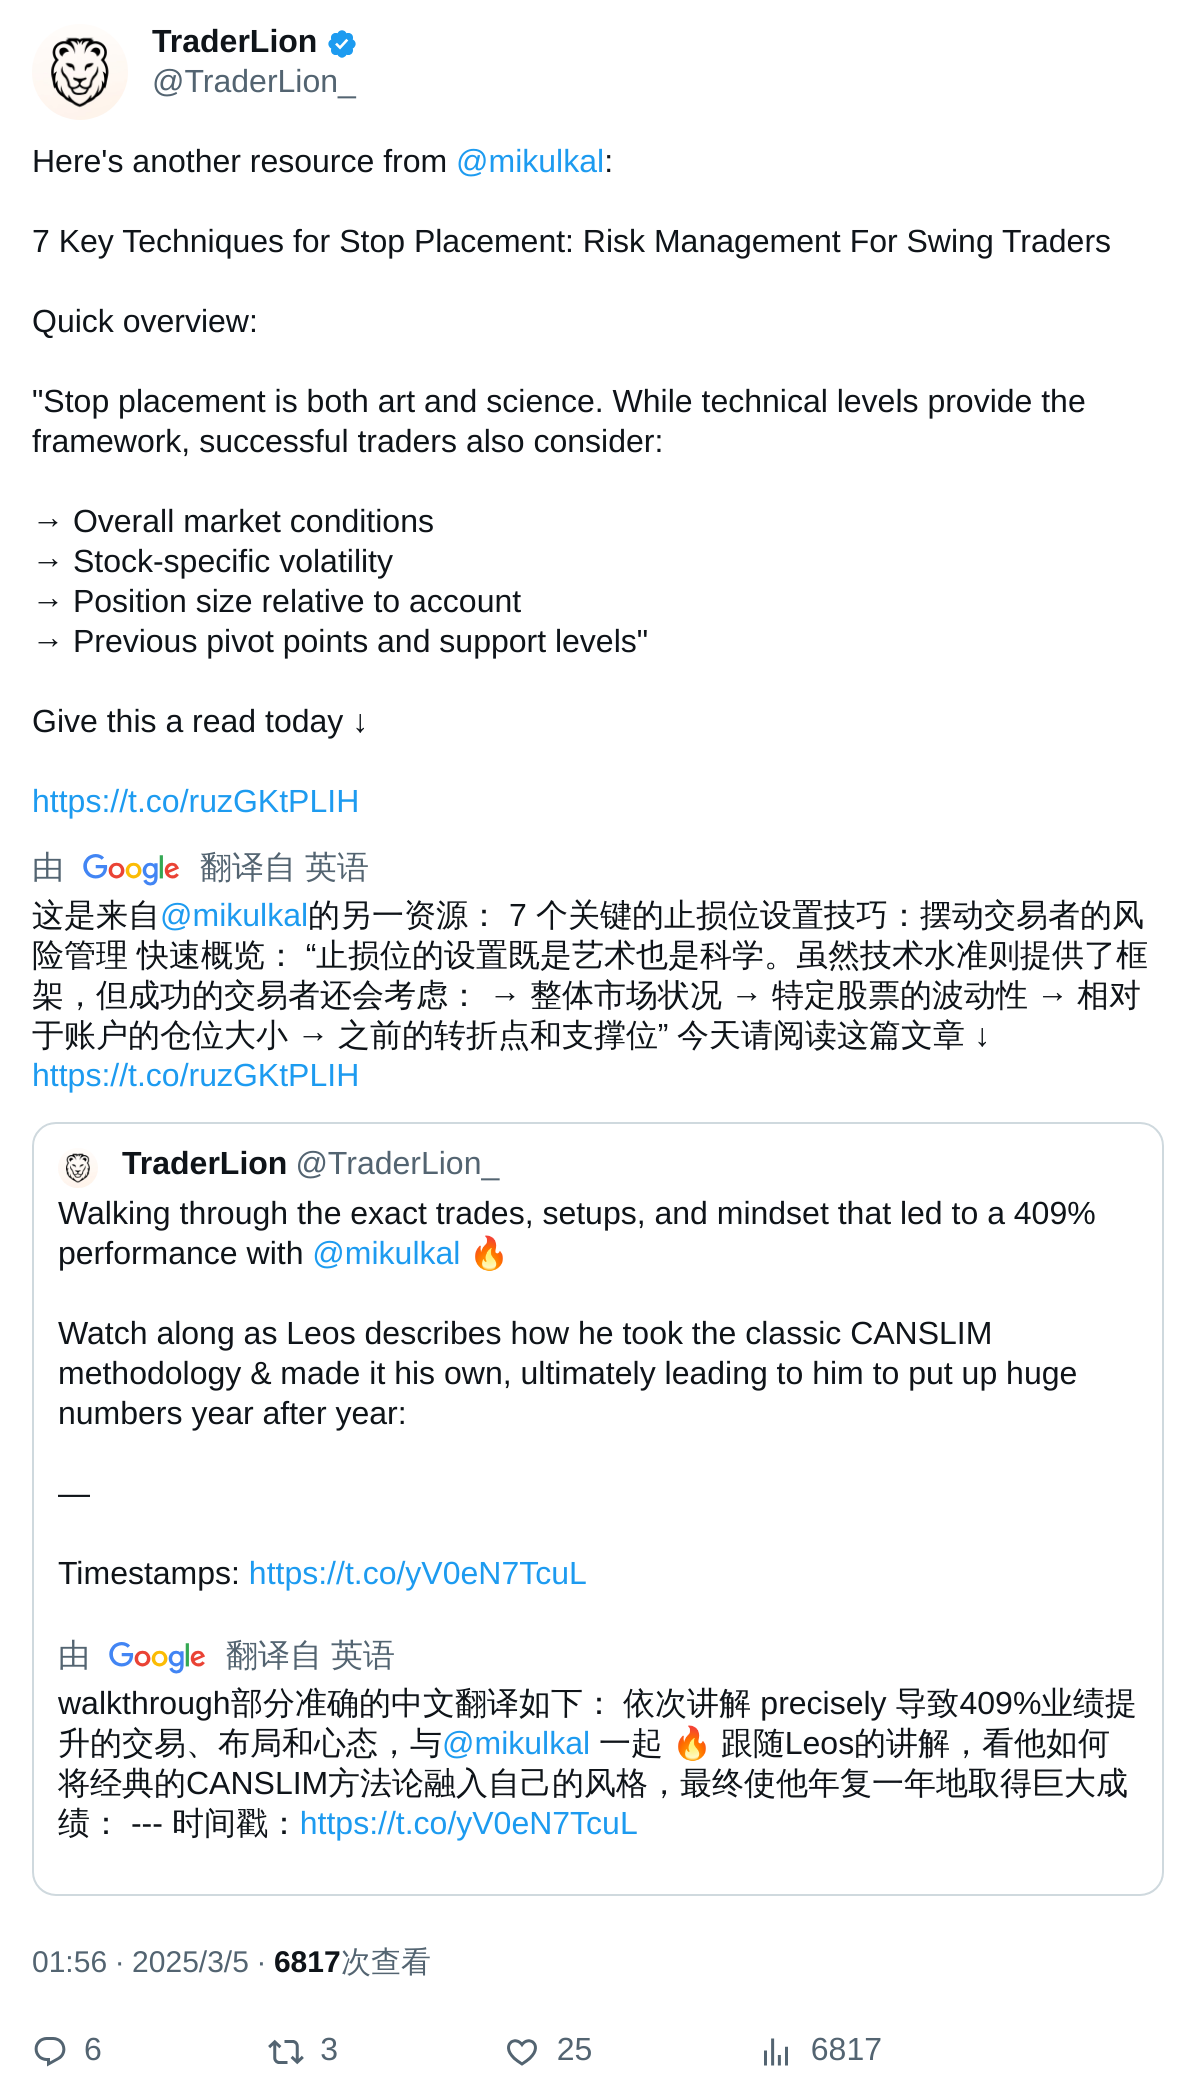 TraderLion
@TraderLion_
Here's another resource from @mikulkal:
7 Key Techniques for Stop Placement: Risk Management For Swing Traders
Quick overview:
"Stop placement is both art and science. While technical levels provide the
framework, successful traders also consider:
→ Overall market conditions
→ Stock-specific volatility
→ Position size relative to account
→ Previous pivot points and support levels"
Give this a read today ↓
https://t.co/ruzGKtPLIH
由 Google 翻译自 英语
这是来自@mikulkal的另一资源： 7 个关键的止损位设置技巧：摆动交易者的风
险管理 快速概览： “止损位的设置既是艺术也是科学。虽然技术水准则提供了框
架，但成功的交易者还会考虑： → 整体市场状况 → 特定股票的波动性 → 相对
于账户的仓位大小 → 之前的转折点和支撑位” 今天请阅读这篇文章 ↓
https://t.co/ruzGKtPLIH
TraderLion @TraderLion_
Walking through the exact trades, setups, and mindset that led to a 409%
performance with @mikulkal 🔥
Watch along as Leos describes how he took the classic CANSLIM
methodology & made it his own, ultimately leading to him to put up huge
numbers year after year:
—
Timestamps: https://t.co/yV0eN7TcuL
由 Google 翻译自 英语
walkthrough部分准确的中文翻译如下： 依次讲解 precisely 导致409%业绩提
升的交易、布局和心态，与@mikulkal 一起 🔥 跟随Leos的讲解，看他如何
将经典的CANSLIM方法论融入自己的风格，最终使他年复一年地取得巨大成
绩： --- 时间戳：https://t.co/yV0eN7TcuL
01:56 · 2025/3/5 · 6817次查看
6 3 25 6817